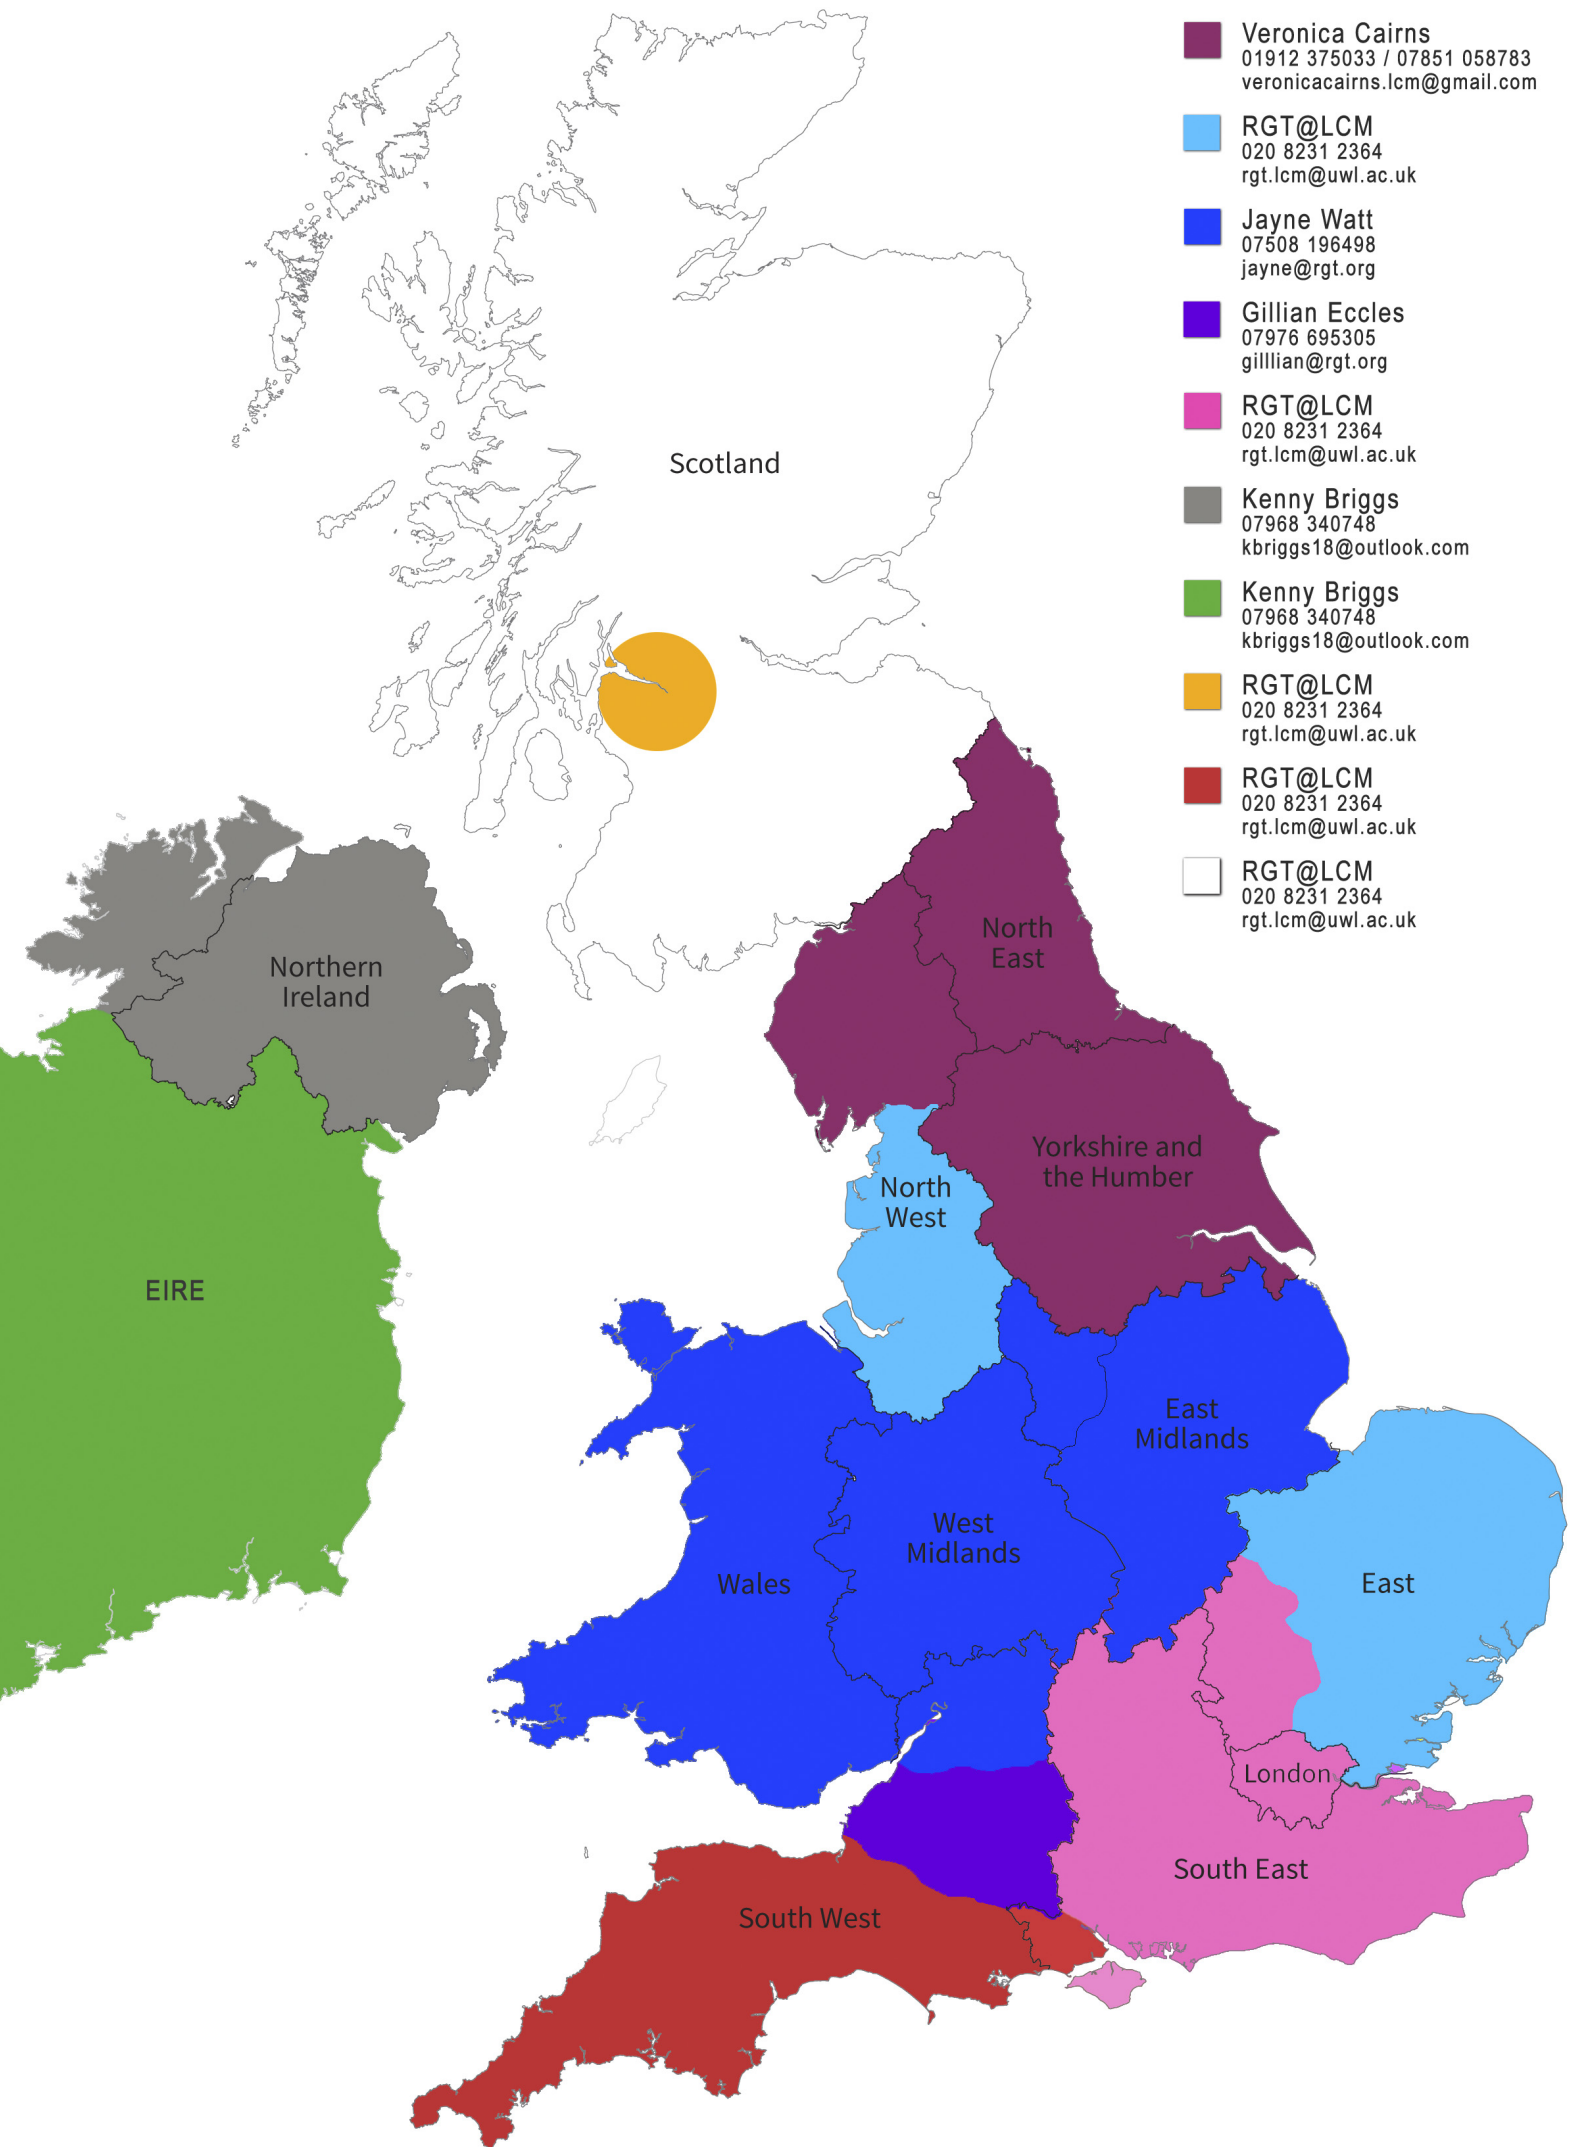 Veronica Cairns
01912 375033 / 07851 058783
veronicacairns.lcm@gmail.com
RGT@LCM
020 8231 2364
rgt.lcm@uwl.ac.uk
Jayne Watt
07508 196498
jayne@rgt.org
Gillian Eccles
07976 695305
gilllian@rgt.org
RGT@LCM
020 8231 2364
rgt.lcm@uwl.ac.uk
Kenny Briggs
07968 340748
kbriggs18@outlook.com
Kenny Briggs
07968 340748
kbriggs18@outlook.com
RGT@LCM
020 8231 2364
rgt.lcm@uwl.ac.uk
RGT@LCM
020 8231 2364
rgt.lcm@uwl.ac.uk
RGT@LCM
020 8231 2364
rgt.lcm@uwl.ac.uk
Scotland
North
East
Northern
Ireland
Yorkshire and
the Humber
North
West
EIRE
East
Midlands
West
Midlands
Wales
East
London
South East
South West